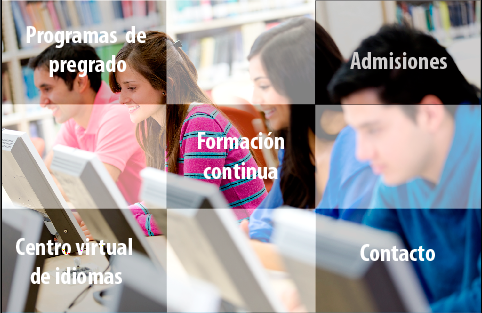 Programas de
pregrado
Admisiones
Formación
continua
Centro virtual
de idiomas
Contacto